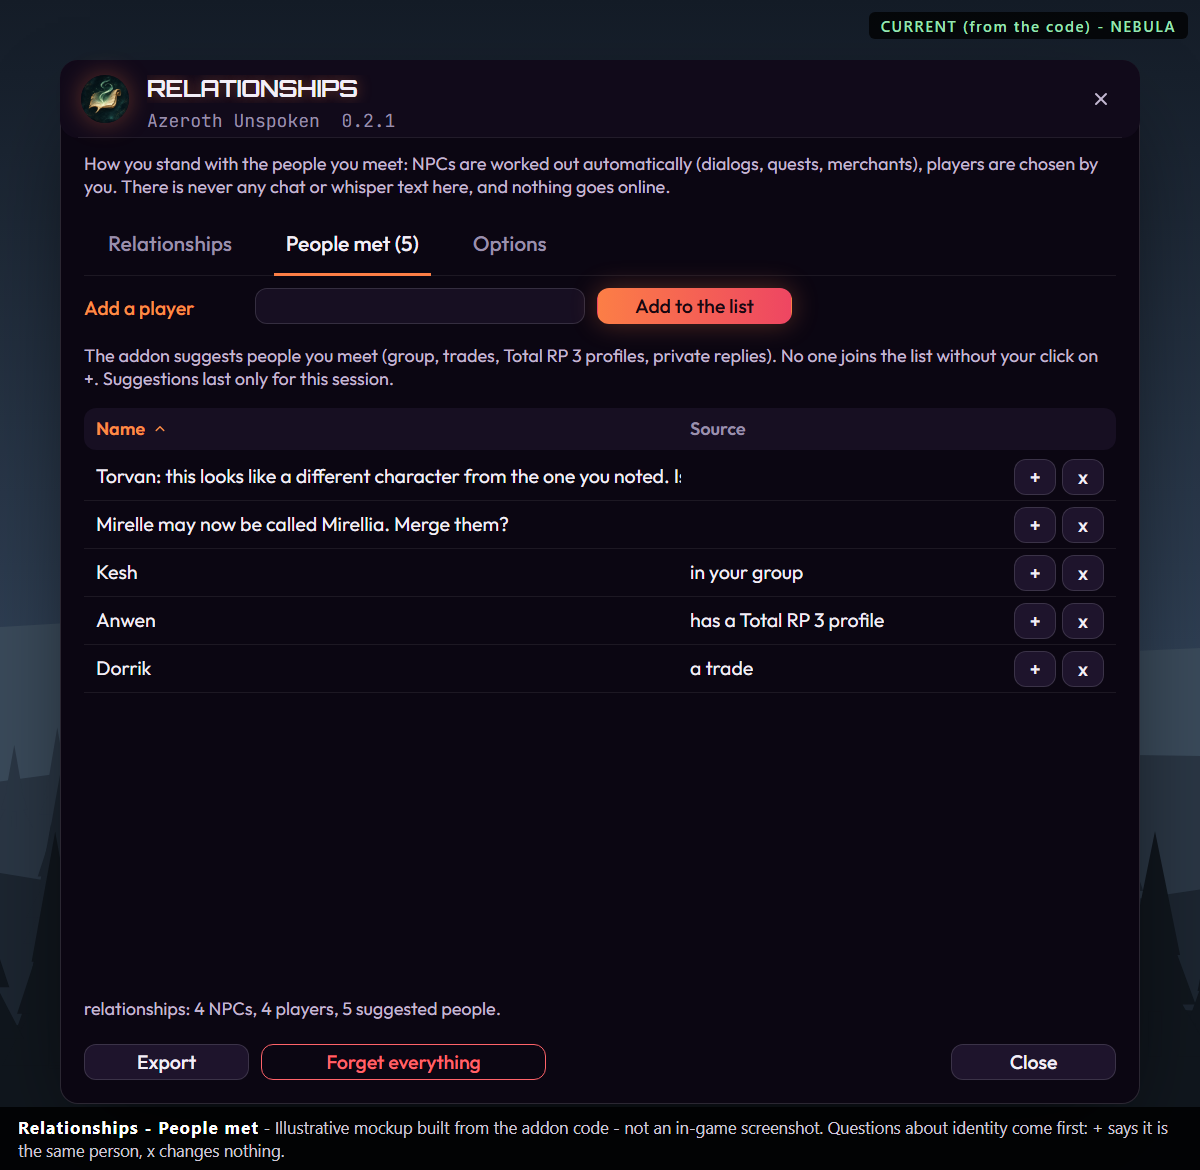 CURRENT (from the code) - NEBULA
RELATIONSHIPS
Azeroth Unspoken 0.2.1
How you stand with the people you meet: NPCs are worked out automatically (dialogs, quests, merchants), players are chosen by
you. There is never any chat or whisper text here, and nothing goes online.
Relationships People met (5) Options
Add a player Add to the list
The addon suggests people you meet (group, trades, Total RP 3 profiles, private replies). No one joins the list without your click on
+. Suggestions last only for this session.
Name Source
Torvan: this looks like a different character from the one you noted. + x
Mirelle may now be called Mirellia. Merge them? + x
Kesh in your group + x
Anwen has a Total RP 3 profile + x
Dorrik a trade + x
relationships: 4 NPCs, 4 players, 5 suggested people.
Export Forget everything Close
Relationships - People met - Illustrative mockup built from the addon code - not an in-game screenshot. Questions about identity come first: + says it is
the same person, x changes nothing.